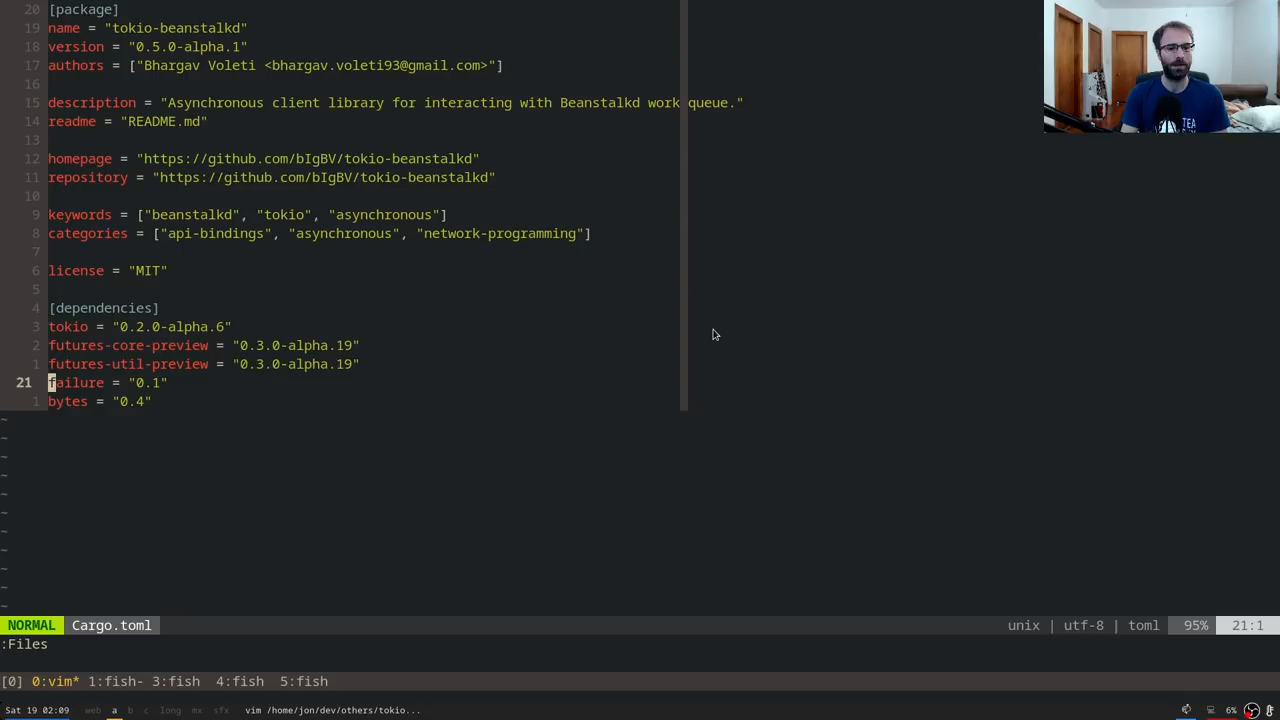 20 [package]
19 name = "tokio-beanstalkd"
18 version = "0.5.0-alpha.1"
17 authors = ["Bhargav Voleti <bhargav.voleti93@gmail.com>"]
16
15 description = "Asynchronous client library for interacting with Beanstalkd work queue."
14 readme = "README.md"
13
12 homepage = "https://github.com/bIgBV/tokio-beanstalkd"
11 repository = "https://github.com/bIgBV/tokio-beanstalkd"
10
9 keywords = ["beanstalkd", "tokio", "asynchronous"]
8 categories = ["api-bindings", "asynchronous", "network-programming"]
7
6 license = "MIT"
5
4 [dependencies]
3 tokio = "0.2.0-alpha.6"
2 futures-core-preview = "0.3.0-alpha.19"
1 futures-util-preview = "0.3.0-alpha.19"
21 failure = "0.1"
1 bytes = "0.4"
~
~
~
~
~
~
~
~
~
~
~
NORMAL Cargo.toml unix | utf-8 | toml 95% 21:1
:Files
[0] 0:vim* 1:fish- 3:fish 4:fish 5:fish
Sat 19 02:09 web a b c long mx sfx vim /home/jon/dev/others/tokio... 6%